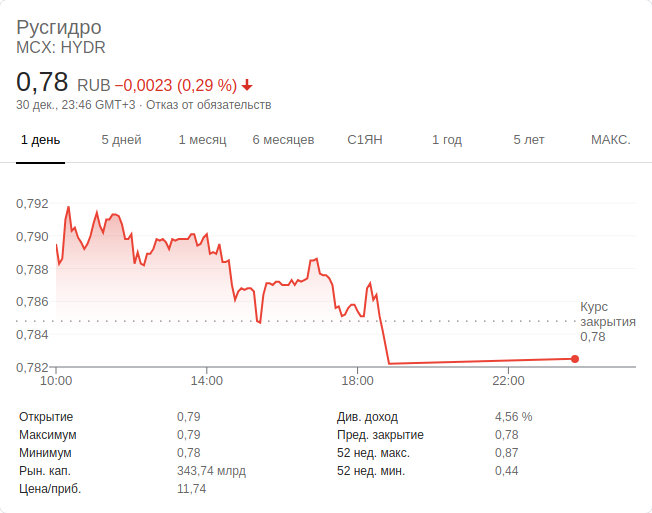 Русгидро
MCX: HYDR
0,78 RUB −0,0023 (0,29 %)
30 дек., 23:46 GMT+3 · Отказ от обязательств
1 день 5 дней 1 месяц 6 месяцев С1ЯН 1 год 5 лет МАКС.
0,792
0,790
0,788
0,786
Курс
закрытия
0,78
0,784
0,782
10:00 14:00 18:00 22:00
Открытие 0,79 Див. доход 4,56 %
Максимум 0,79 Пред. закрытие 0,78
Минимум 0,78 52 нед. макс. 0,87
Рын. кап. 343,74 млрд 52 нед. мин. 0,44
Цена/приб. 11,74